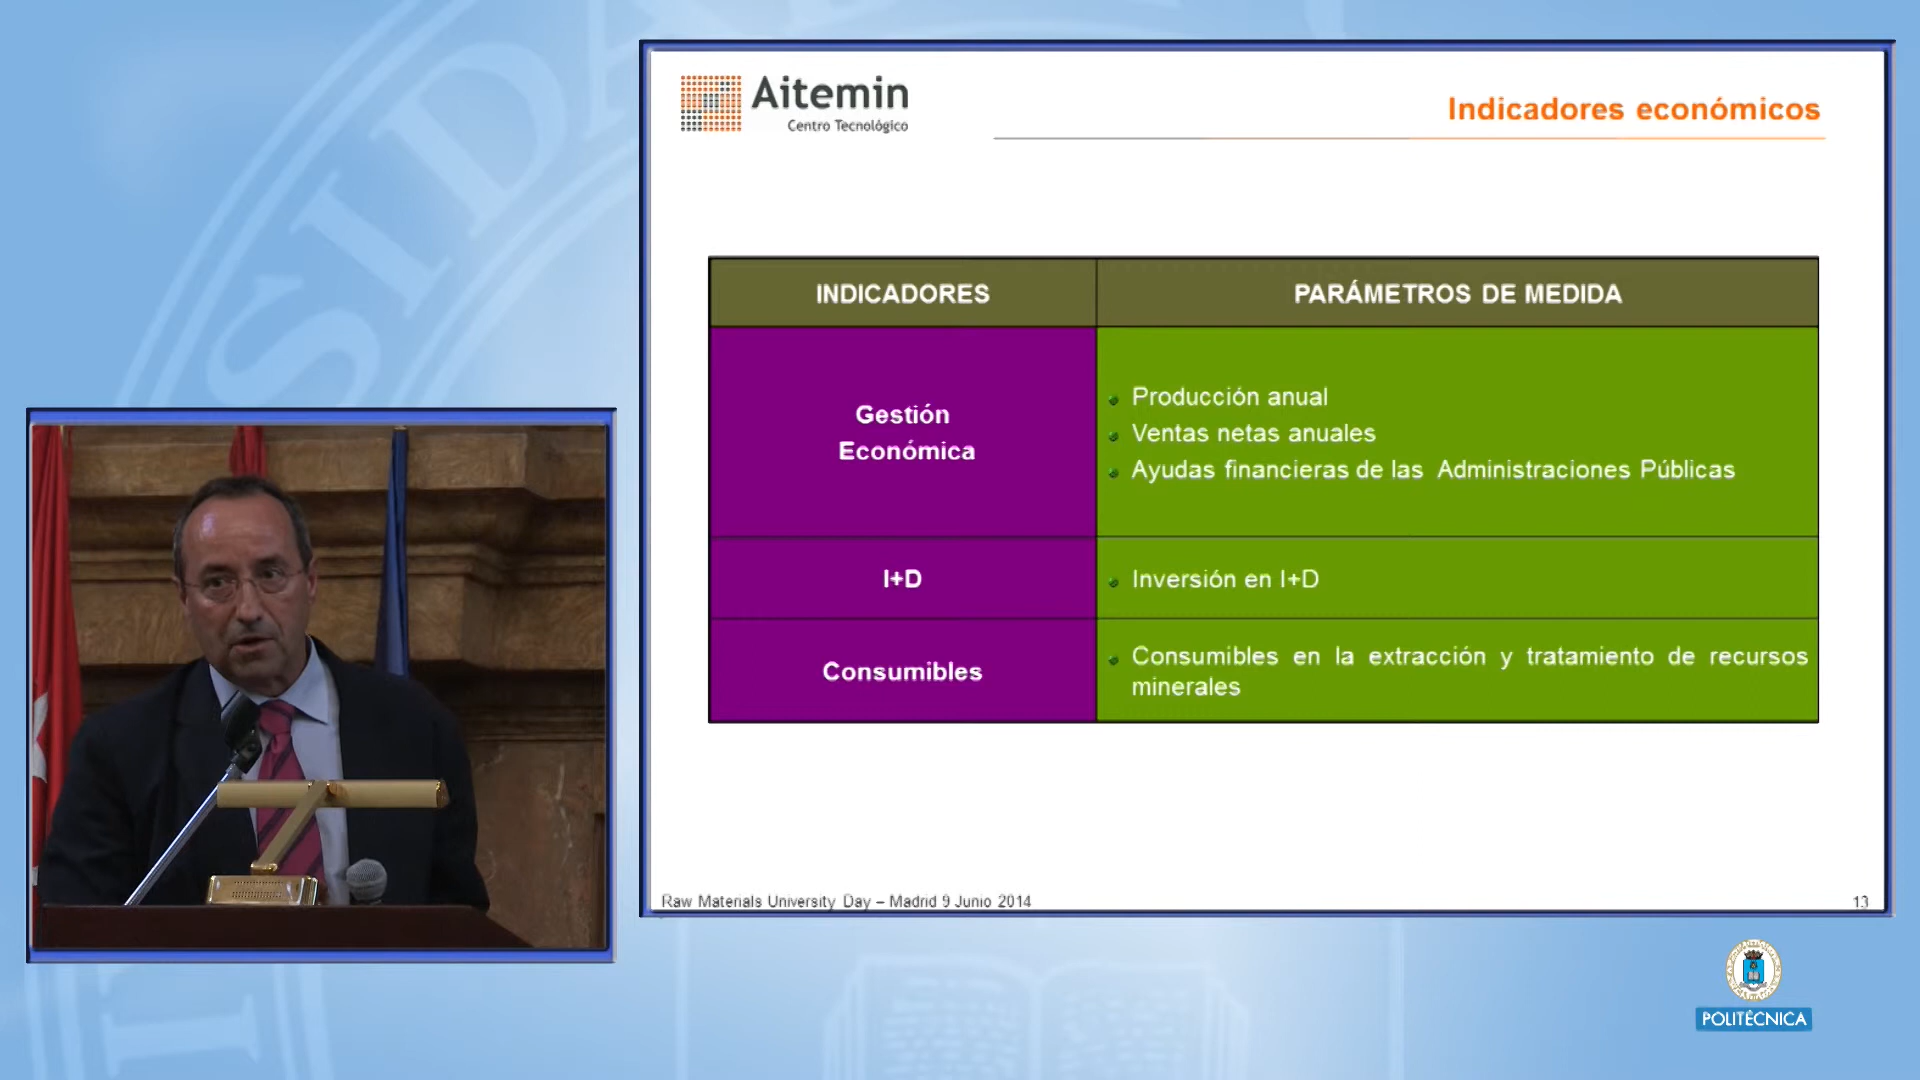 Aitemin
Centro Tecnológico
Indicadores económicos
INDICADORES
PARÁMETROS DE MEDIDA
Gestión
Económica
Producción anual
Ventas netas anuales
Ayudas financieras de las Administraciones Públicas
I+D
Inversión en I+D
Consumibles
Consumibles en la extracción y tratamiento de recursos
minerales
Raw Materials University Day – Madrid 9 Junio 2014
13
POLITÉCNICA